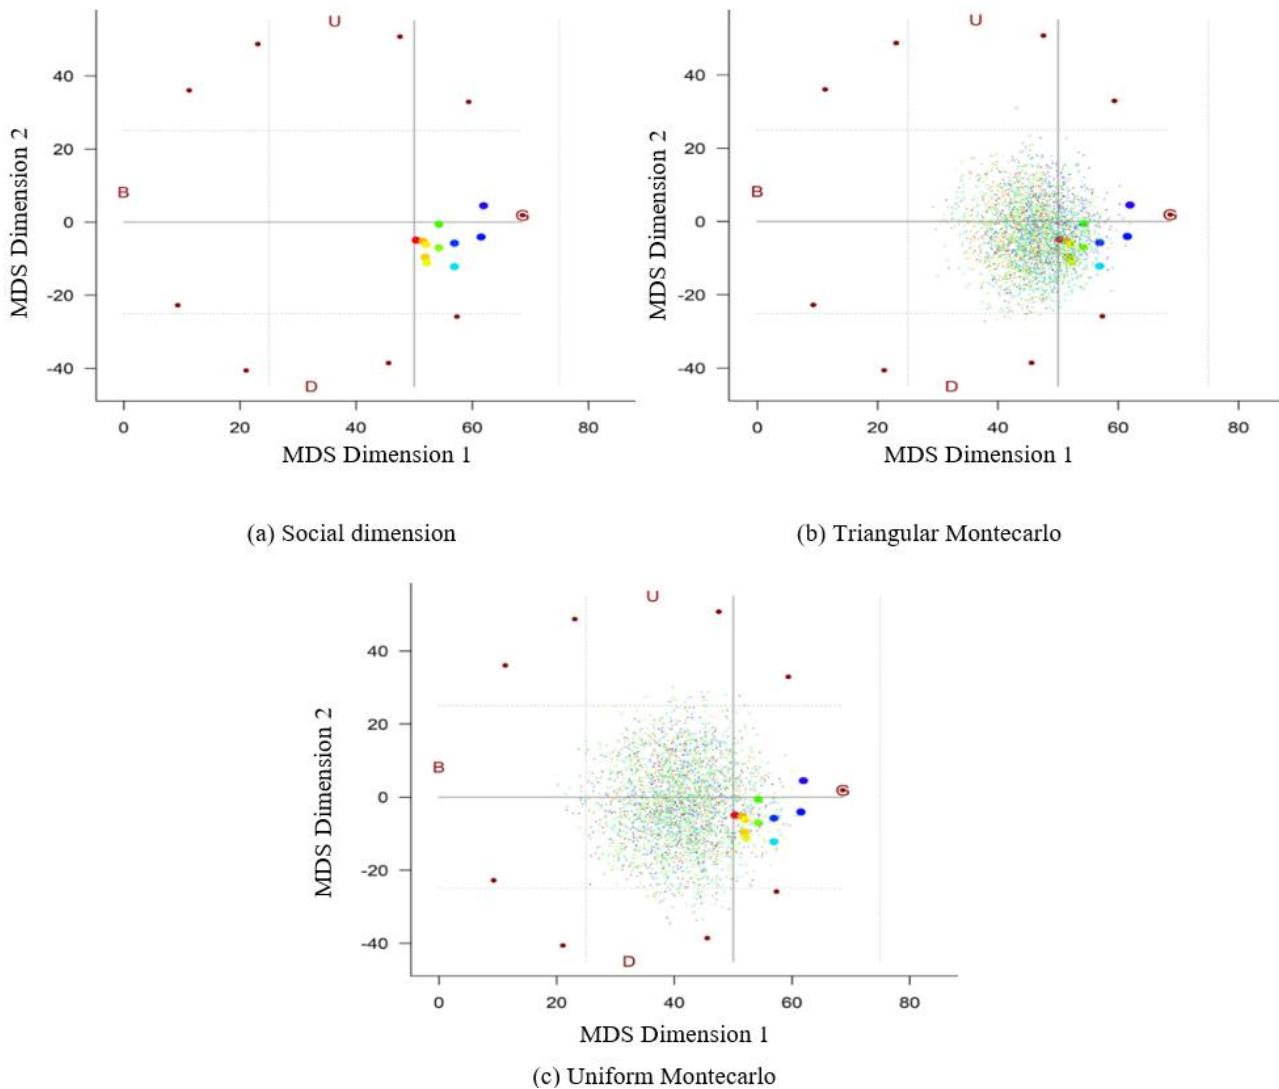 U
40
20
B
G
0
-20
-40
D
MDS Dimension 2
0 20 40 60 80
MDS Dimension 1
(a) Social dimension
U
40
20
B
G
0
-20
-40
D
MDS Dimension 2
0 20 40 60 80
MDS Dimension 1
(b) Triangular Montecarlo
U
40
20
B
G
0
-20
-40
D
MDS Dimension 2
0 20 40 60 80
MDS Dimension 1
(c) Uniform Montecarlo